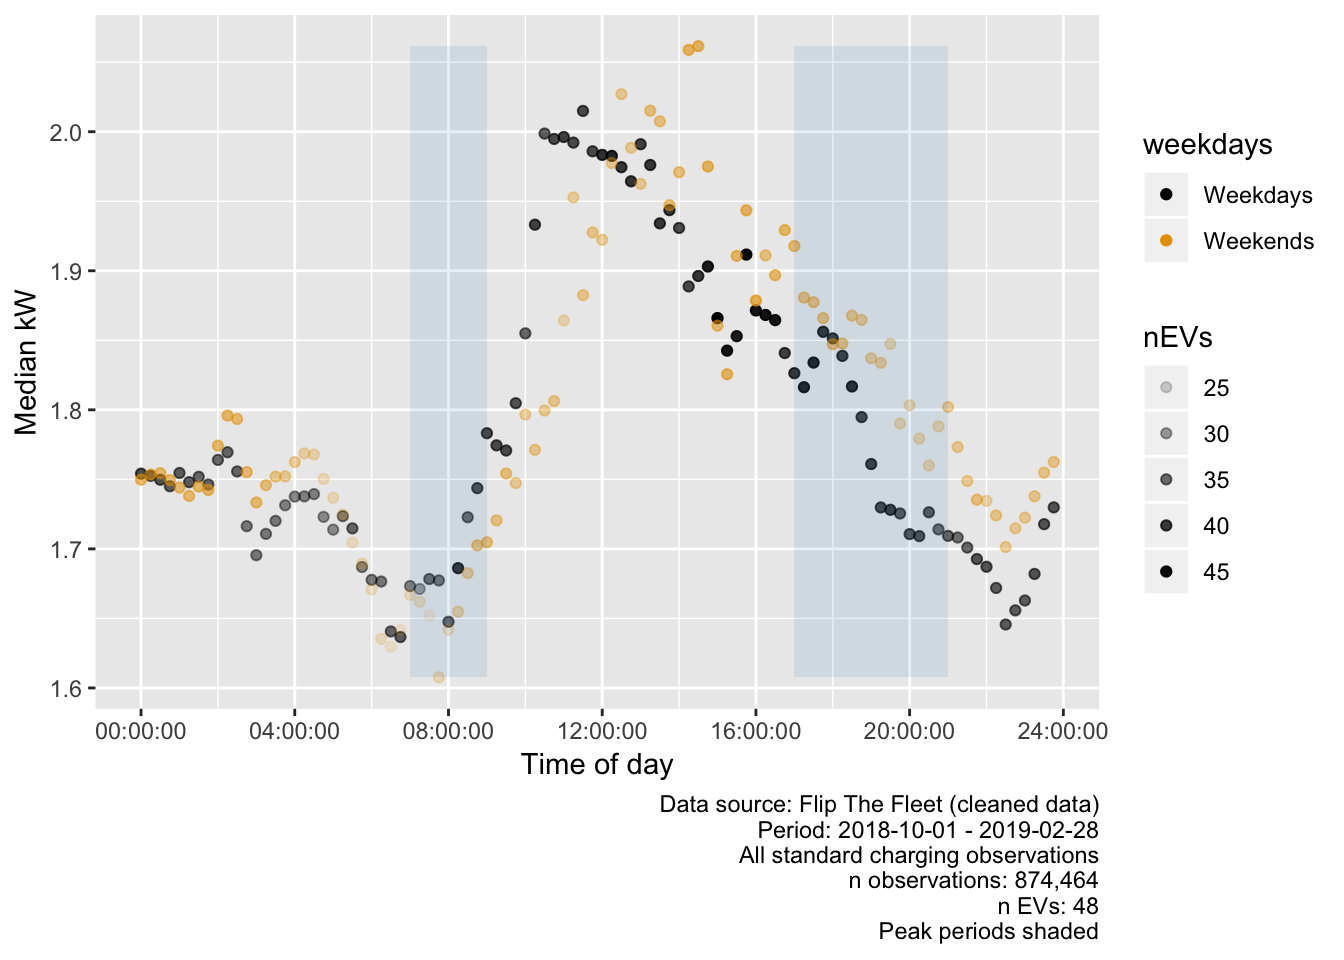 2.0
1.9
1.8
1.7
1.6
Median kW
00:00:00 04:00:00 08:00:00 12:00:00 16:00:00 20:00:00 24:00:00
Time of day
weekdays
Weekdays
Weekends
nEVs
25
30
35
40
45
Data source: Flip The Fleet (cleaned data)
Period: 2018-10-01 - 2019-02-28
All standard charging observations
n observations: 874,464
n EVs: 48
Peak periods shaded